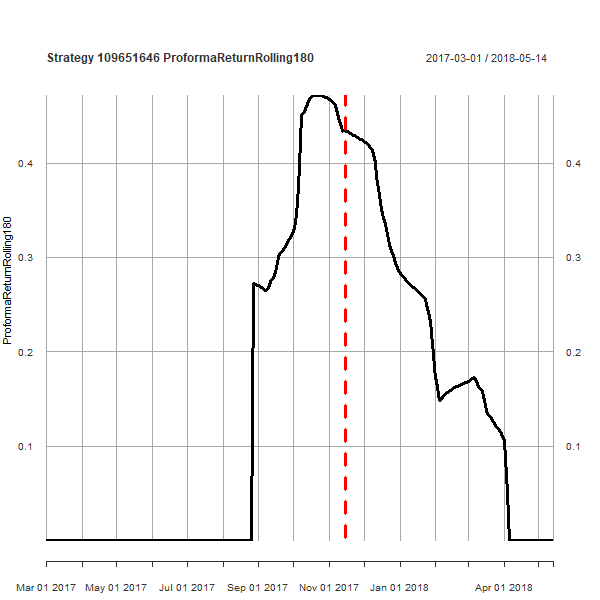 Strategy 109651646 ProformaReturnRolling180
2017-03-01 / 2018-05-14
0.4 0.4
0.3 0.3
ProformaReturnRolling180
0.2 0.2
0.1 0.1
Mar 01 2017 May 01 2017 Jul 01 2017 Sep 01 2017 Nov 01 2017 Jan 01 2018 Apr 01 2018